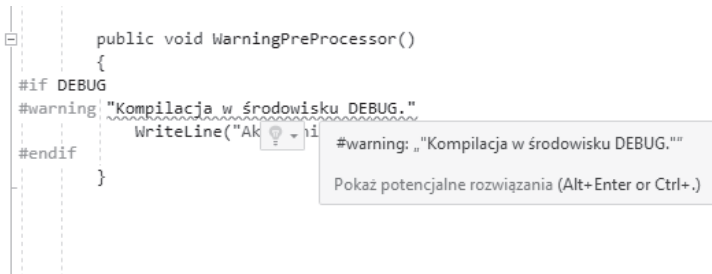 public void WarningPreProcessor()
{
#if DEBUG
#warning "Kompilacja w środowisku DEBUG."
WriteLine("Ak
#warning: „"Kompilacja w środowisku DEBUG.""
#endif
Pokaż potencjalne rozwiązania (Alt+Enter or Ctrl+.)
}